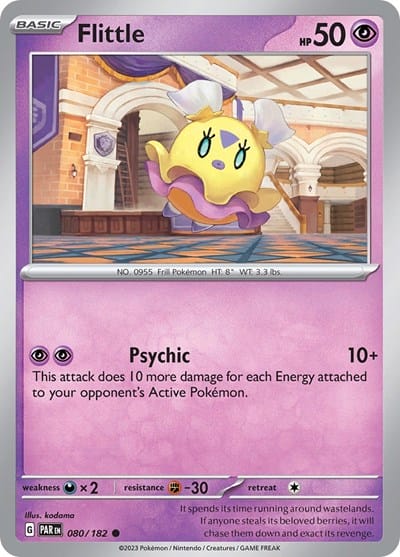 BASIC
Flittle
HP 50
NO. 0955 Frill Pokémon HT: 8" WT: 3.3 lbs.
Psychic 10+
This attack does 10 more damage for each Energy attached
to your opponent's Active Pokémon.
weakness ×2 resistance -30 retreat
Illus. kodama
G PAR EN 080/182
It spends its time running around wastelands.
If anyone steals its beloved berries, it will
chase them down and exact its revenge.
©2023 Pokémon / Nintendo / Creatures / GAME FREAK